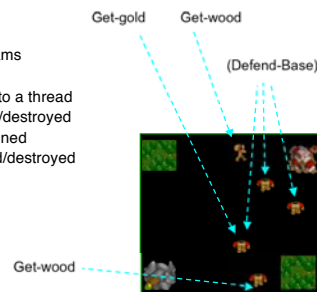 Get-gold Get-wood
ams
(Defend-Base)
to a thread
/destroyed
ned
d/destroyed
Get-wood